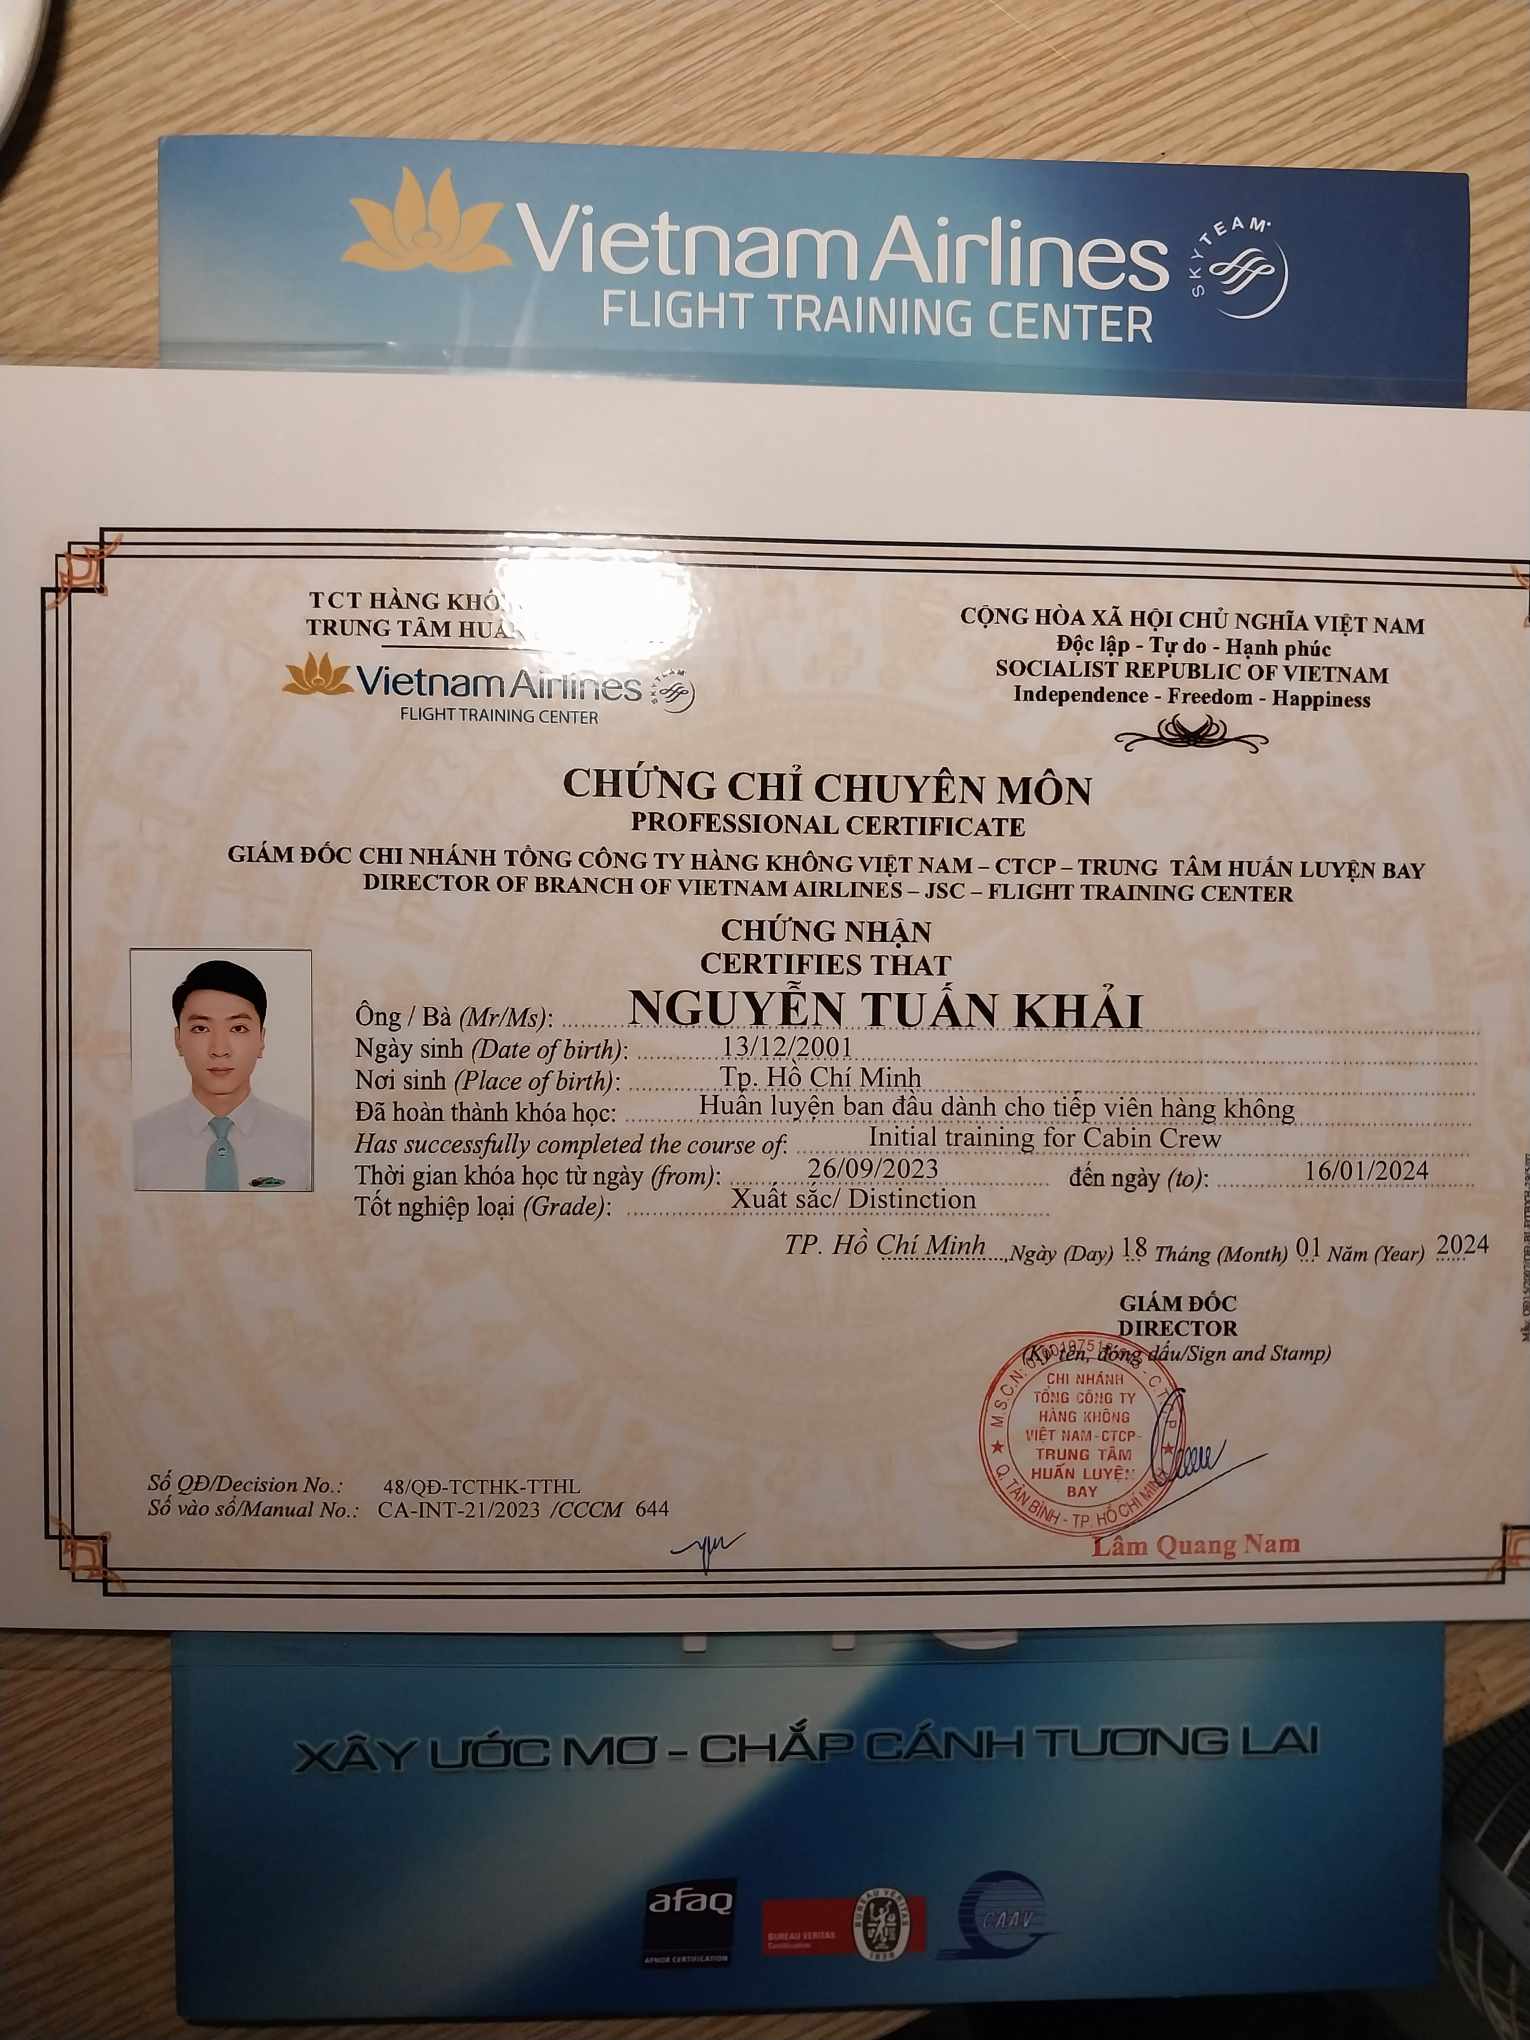 Vietnam Airlines
SKYTEAM
FLIGHT TRAINING CENTER
TCT HÀNG
TRUNG TÂM
Vietnam Airlines
FLIGHT TRAINING CENTER
CỘNG HÒA XÃ HỘI CHỦ NGHĨA VIỆT NAM
Độc lập - Tự do - Hạnh phúc
SOCIALIST REPUBLIC OF VIETNAM
Independence - Freedom - Happiness
CHỨNG CHỈ CHUYÊN MÔN
PROFESSIONAL CERTIFICATE
GIÁM ĐỐC CHI NHÁNH TỔNG CÔNG TY HÀNG KHÔNG VIỆT NAM – CTCP – TRUNG TÂM HUẤN LUYỆN BAY
DIRECTOR OF BRANCH OF VIETNAM AIRLINES – JSC – FLIGHT TRAINING CENTER
CHỨNG NHẬN
CERTIFIES THAT
Ông / Bà (Mr/Ms): NGUYỄN TUẤN KHẢI
Ngày sinh (Date of birth): 13/12/2001
Nơi sinh (Place of birth): Tp. Hồ Chí Minh
Đã hoàn thành khóa học: Huấn luyện ban đầu dành cho tiếp viên hàng không
Has successfully completed the course of: Initial training for Cabin Crew
Thời gian khóa học từ ngày (from): 26/09/2023 đến ngày (to): 16/01/2024
Tốt nghiệp loại (Grade): Xuất sắc/ Distinction
TP. Hồ Chí Minh, Ngày (Day) 18 Tháng (Month) 01 Năm (Year) 2024
GIÁM ĐỐC
DIRECTOR
(Ký tên, đóng dấu/Sign and Stamp)
CHI NHÁNH
TỔNG CÔNG TY
HÀNG KHÔNG
VIỆT NAM-CTCP-
TRUNG TÂM
HUẤN LUYỆN
BAY
Q. TÂN BÌNH - TP. HỒ CHÍ MINH
Lâm Quang Nam
Số QĐ/Decision No.: 48/QĐ-TCTHK-TTHL
Số vào sổ/Manual No.: CA-INT-21/2023 /CCCM 644
XÂY ƯỚC MƠ - CHẮP CÁNH TƯƠNG LAI
afaq
AFNOR CERTIFICATION
BUREAU VERITAS
Certification
BUREAU VERITAS
1828
CAAV